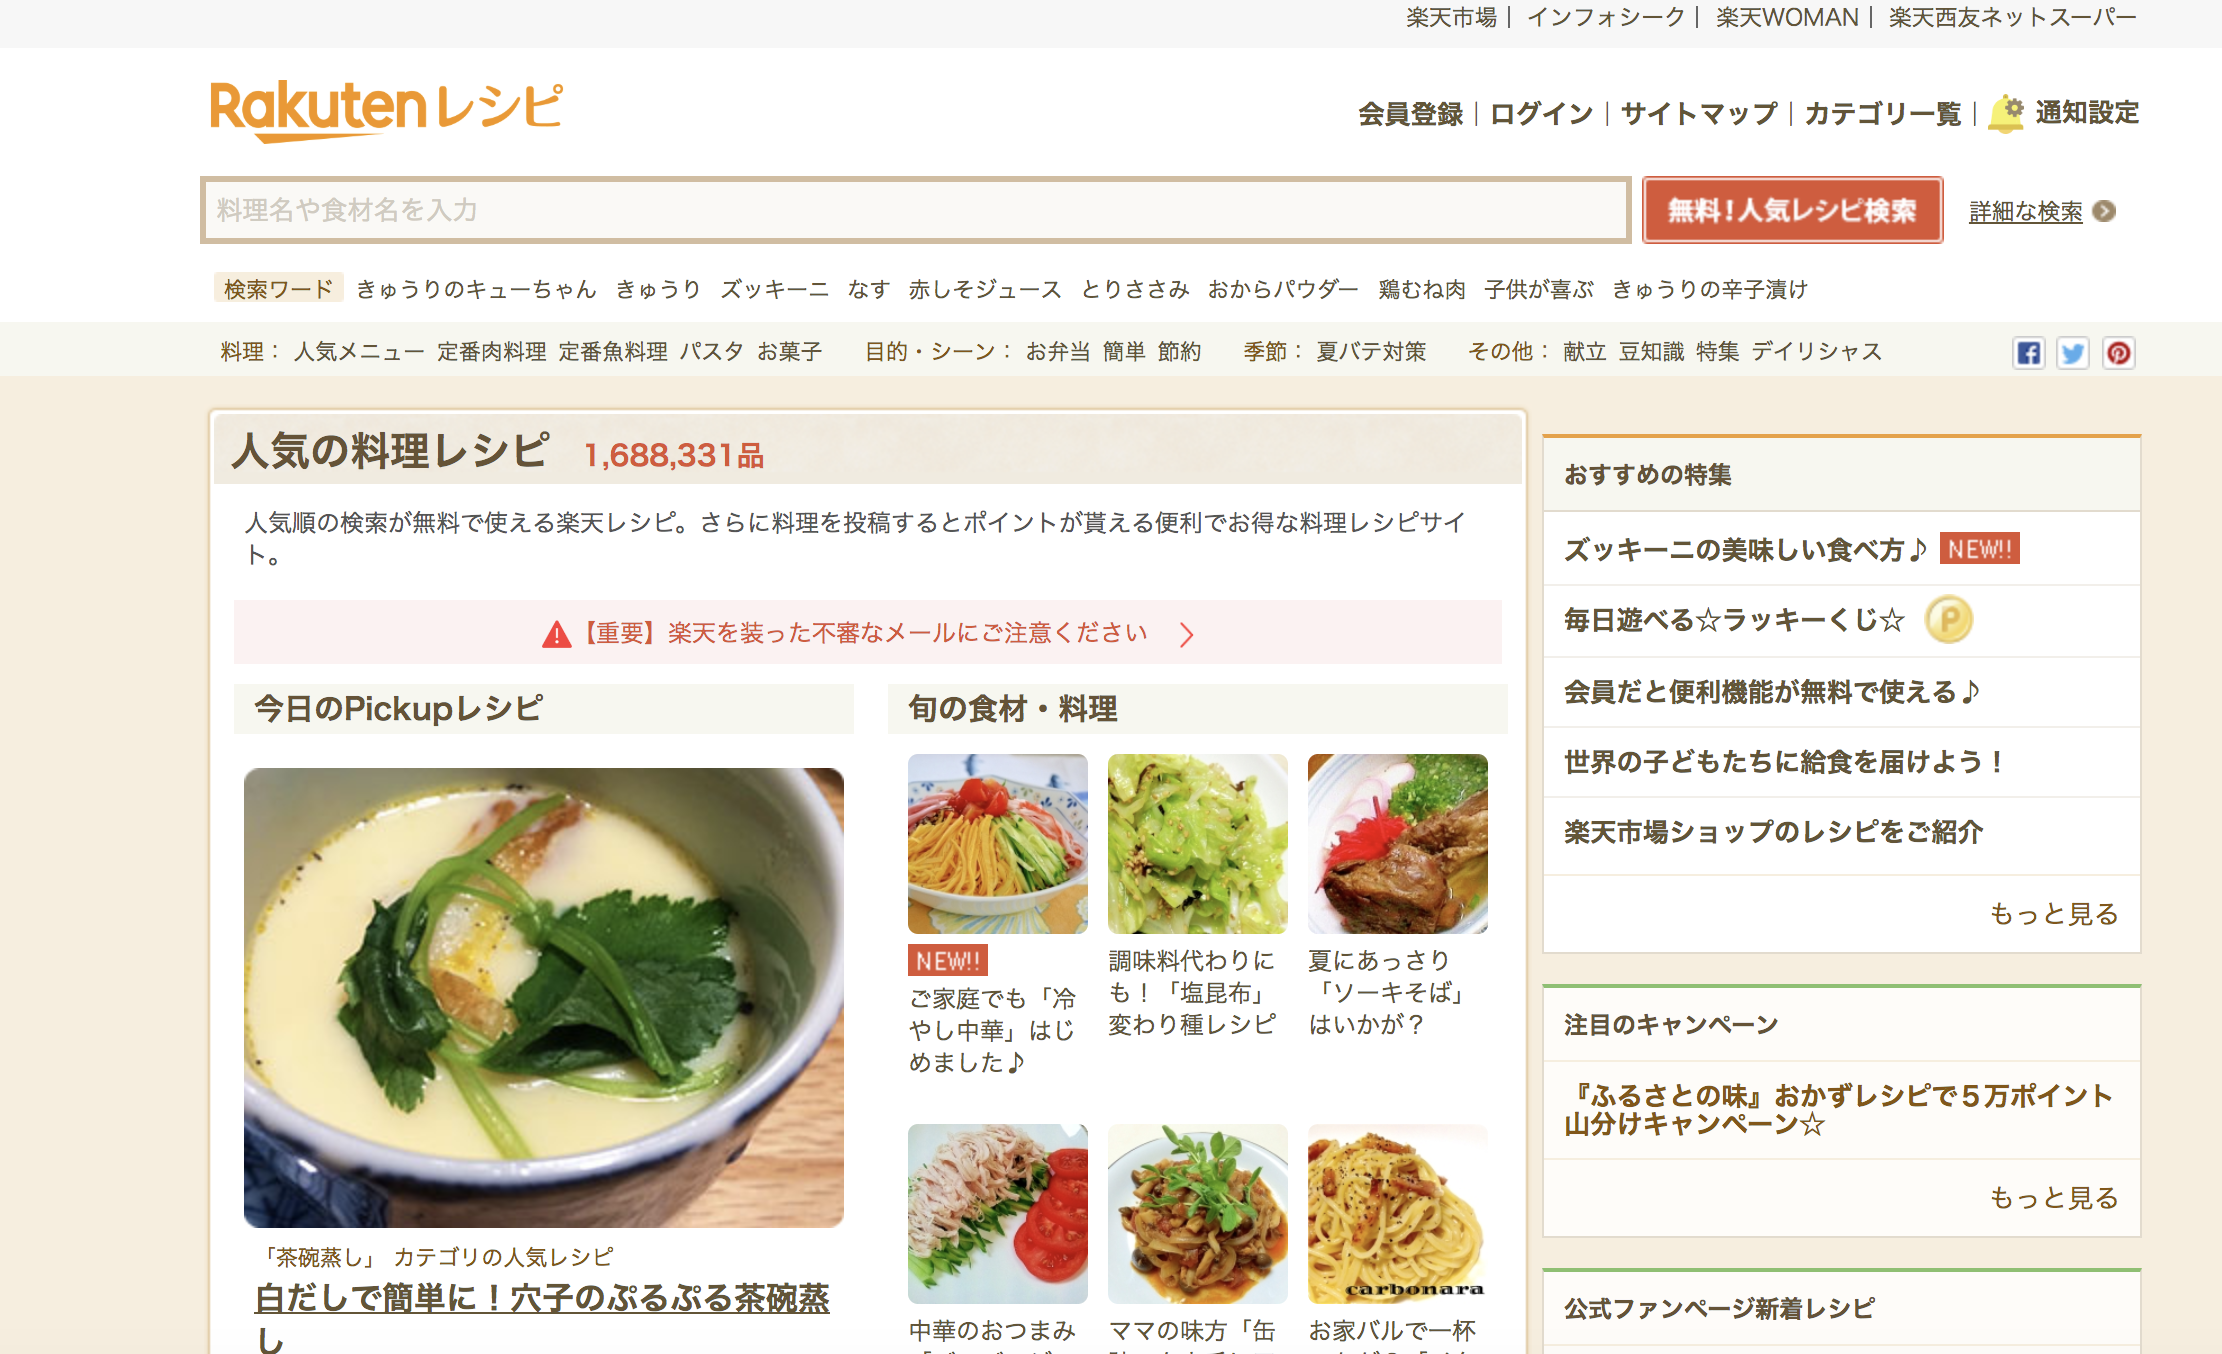 楽天市場| インフォシーク| 楽天WOMAN| 楽天西友ネットスーパー
Rakutenレシピ
会員登録|ログイン|サイトマップ|カテゴリ一覧| 通知設定
料理名や食材名を入力
無料!人気レシピ検索
詳細な検索
検索ワード きゅうりのキューちゃん きゅうり ズッキーニ なす 赤しそジュース とりささみ おからパウダー 鶏むね肉 子供が喜ぶ きゅうりの辛子漬け
料理: 人気メニュー 定番肉料理 定番魚料理 パスタ お菓子 目的・シーン: お弁当 簡単 節約 季節: 夏バテ対策 その他: 献立 豆知識 特集 デイリシャス
人気の料理レシピ 1,688,331品
人気順の検索が無料で使える楽天レシピ。さらに料理を投稿するとポイントが貰える便利でお得な料理レシピサイ
ト。
【重要】楽天を装った不審なメールにご注意ください
今日のPickupレシピ
「茶碗蒸し」 カテゴリの人気レシピ
白だしで簡単に!穴子のぷるぷる茶碗蒸
し
旬の食材・料理
NEW!!
ご家庭でも「冷
やし中華」はじ
めました♪
調味料代わりに
も!「塩昆布」
変わり種レシピ
夏にあっさり
「ソーキそば」
はいかが?
carbonara
中華のおつまみ
ママの味方「缶
お家バルで一杯
おすすめの特集
ズッキーニの美味しい食べ方♪ NEW!!
毎日遊べる☆ラッキーくじ☆ P
会員だと便利機能が無料で使える♪
世界の子どもたちに給食を届けよう!
楽天市場ショップのレシピをご紹介
もっと見る
注目のキャンペーン
『ふるさとの味』おかずレシピで5万ポイント
山分けキャンペーン☆
もっと見る
公式ファンページ新着レシピ